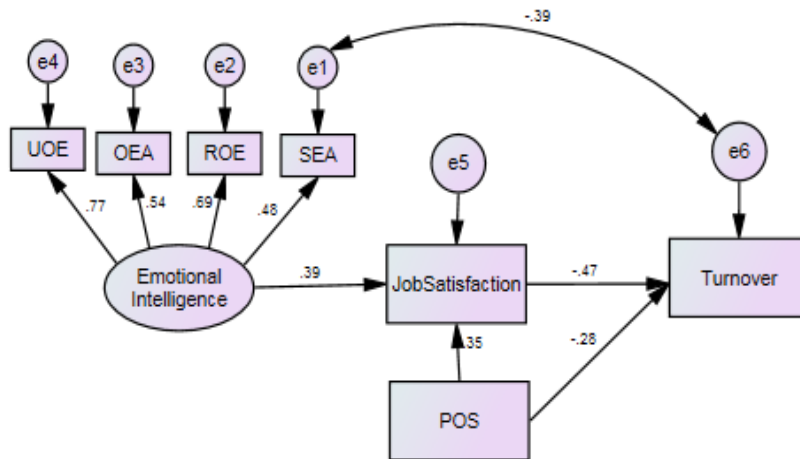 -.39
e4
e3
e2
e1
e6
UOE
OEA
ROE
SEA
e5
.77
.54
.69
.48
Emotional
Intelligence
.39
JobSatisfaction
-.47
Turnover
.35
-.28
POS